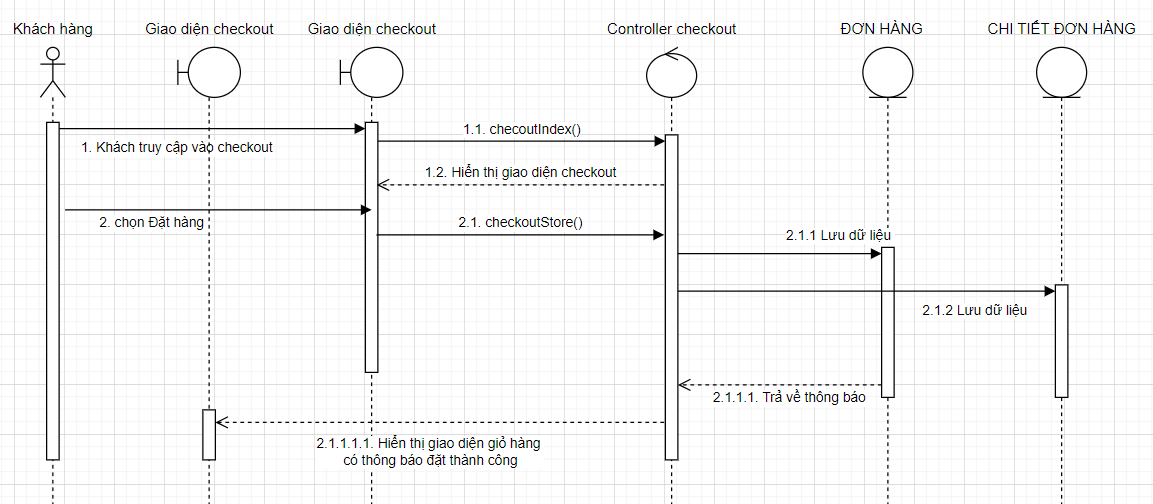 Khách hàng
Giao diện checkout
Giao diện checkout
Controller checkout
ĐƠN HÀNG
CHI TIẾT ĐƠN HÀNG
1. Khách truy cập vào checkout
1.1. checoutIndex()
1.2. Hiển thị giao diện checkout
2. chọn Đặt hàng
2.1. checkoutStore()
2.1.1 Lưu dữ liệu
2.1.2 Lưu dữ liệu
2.1.1.1. Trả về thông báo
2.1.1.1.1. Hiển thị giao diện giỏ hàng
có thông báo đặt thành công